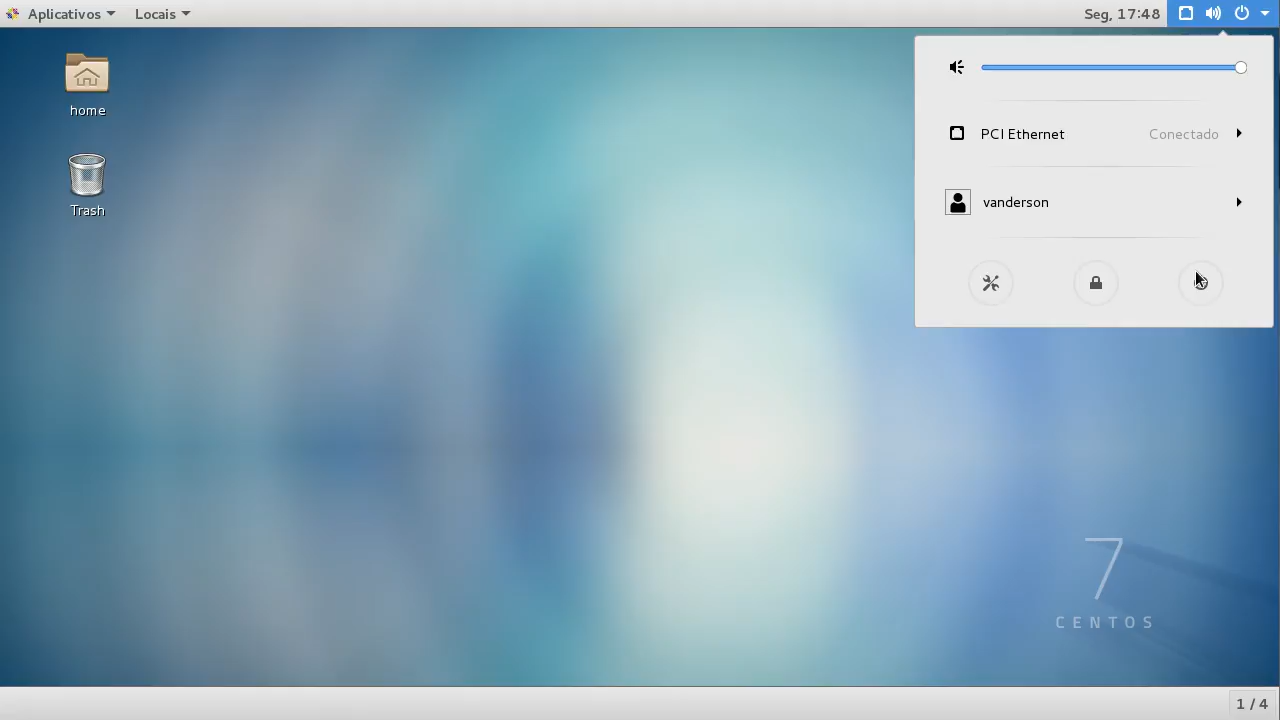 Aplicativos Locais Seg, 17:48
home
Trash
PCI Ethernet Conectado
vanderson
7
CENTOS
1 / 4